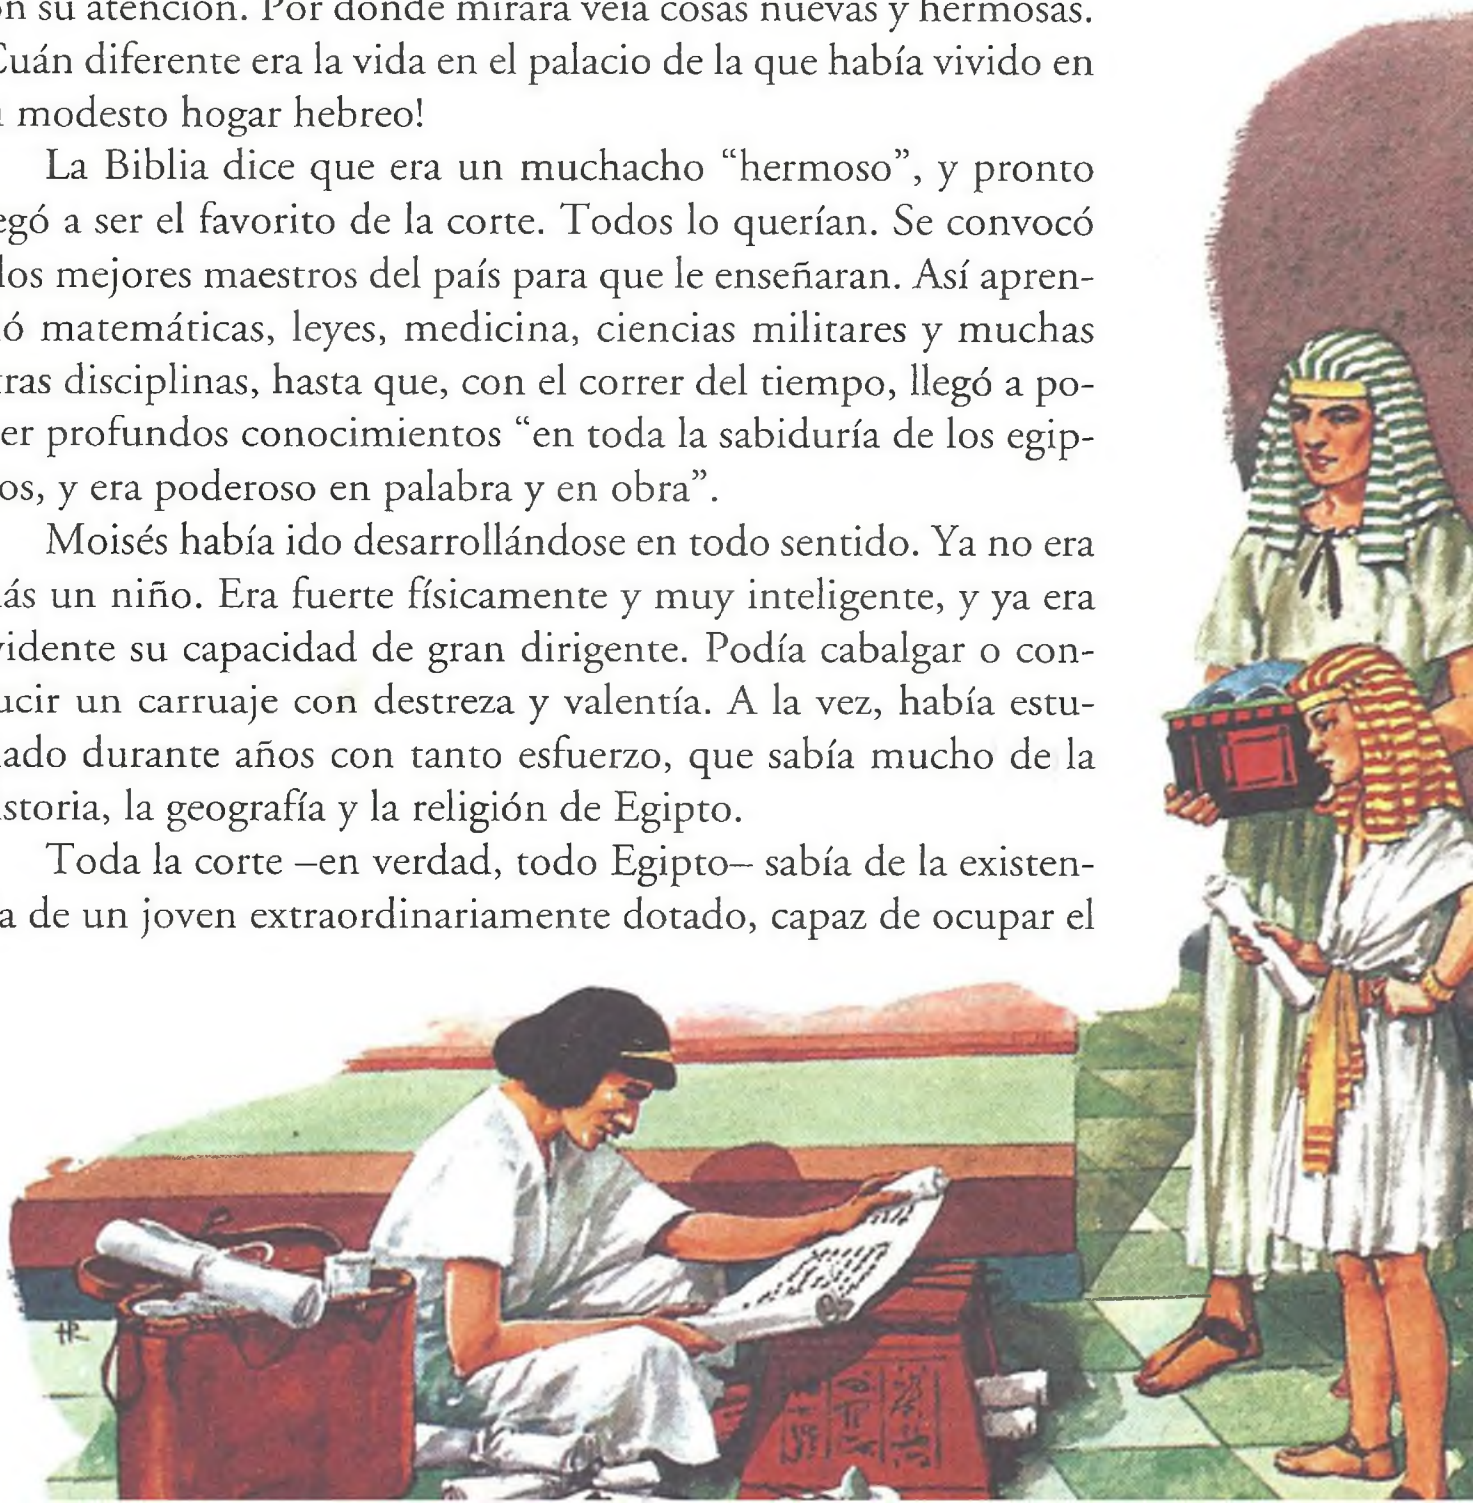 su atención. Por donde mirara veía cosas nuevas y hermosas.
diferente era la vida en el palacio de la que había vivido en
modesto hogar hebreo!
La Biblia dice que era un muchacho “hermoso”, y pronto
a ser el favorito de la corte. Todos lo querían. Se convocó
los mejores maestros del país para que le enseñaran. Así apren-
ó matemáticas, leyes, medicina, ciencias militares y muchas
tras disciplinas, hasta que, con el correr del tiempo, llegó a po-
er profundos conocimientos “en toda la sabiduría de los egip-
os, y era poderoso en palabra y en obra”.
Moisés había ido desarrollándose en todo sentido. Ya no era
ás un niño. Era fuerte físicamente y muy inteligente, y ya era
vidente su capacidad de gran dirigente. Podía cabalgar o con-
ucir un carruaje con destreza y valentía. A la vez, había estu-
ado durante años con tanto esfuerzo, que sabía mucho de la
storia, la geografía y la religión de Egipto.
Toda la corte –en verdad, todo Egipto– sabía de la existen-
a de un joven extraordinariamente dotado, capaz de ocupar el
HR